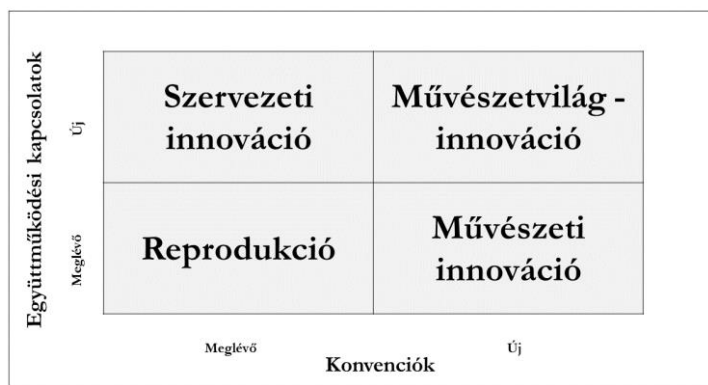 Együttműködési kapcsolatok
Új
Meglévő
Szervezeti
innováció
Művészetvilág -
innováció
Reprodukció
Művészeti
innováció
Meglévő
Új
Konvenciók